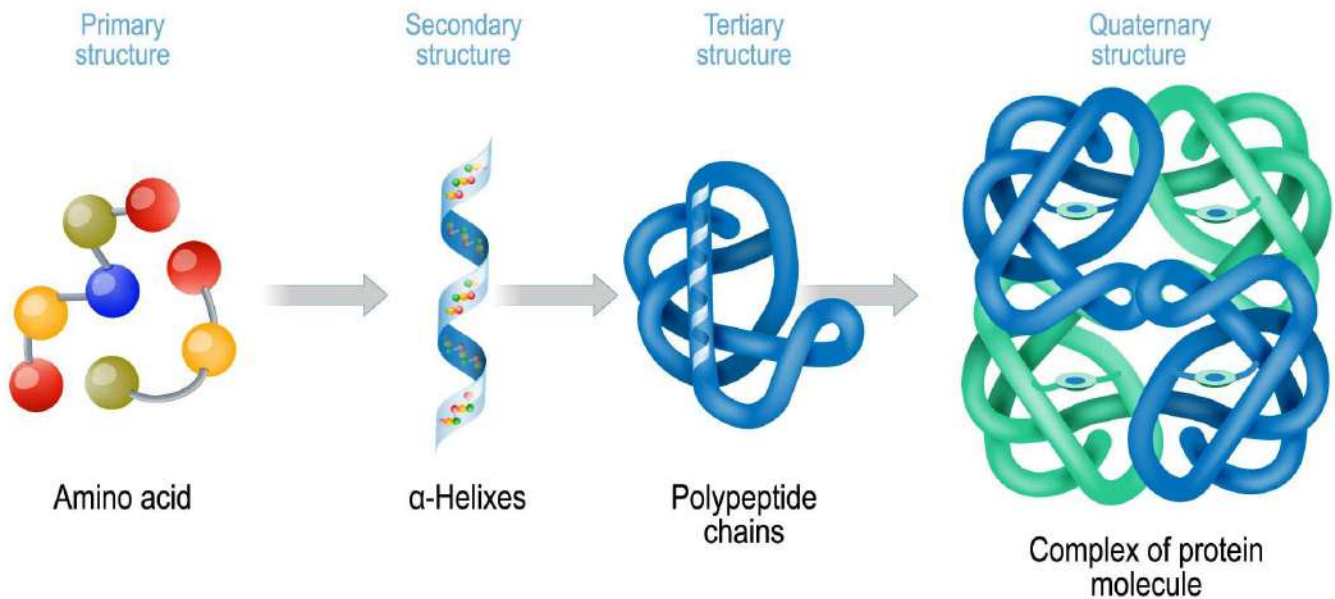 Primary
structure
Secondary
structure
Tertiary
structure
Quaternary
structure
Amino acid
α-Helixes
Polypeptide
chains
Complex of protein
molecule